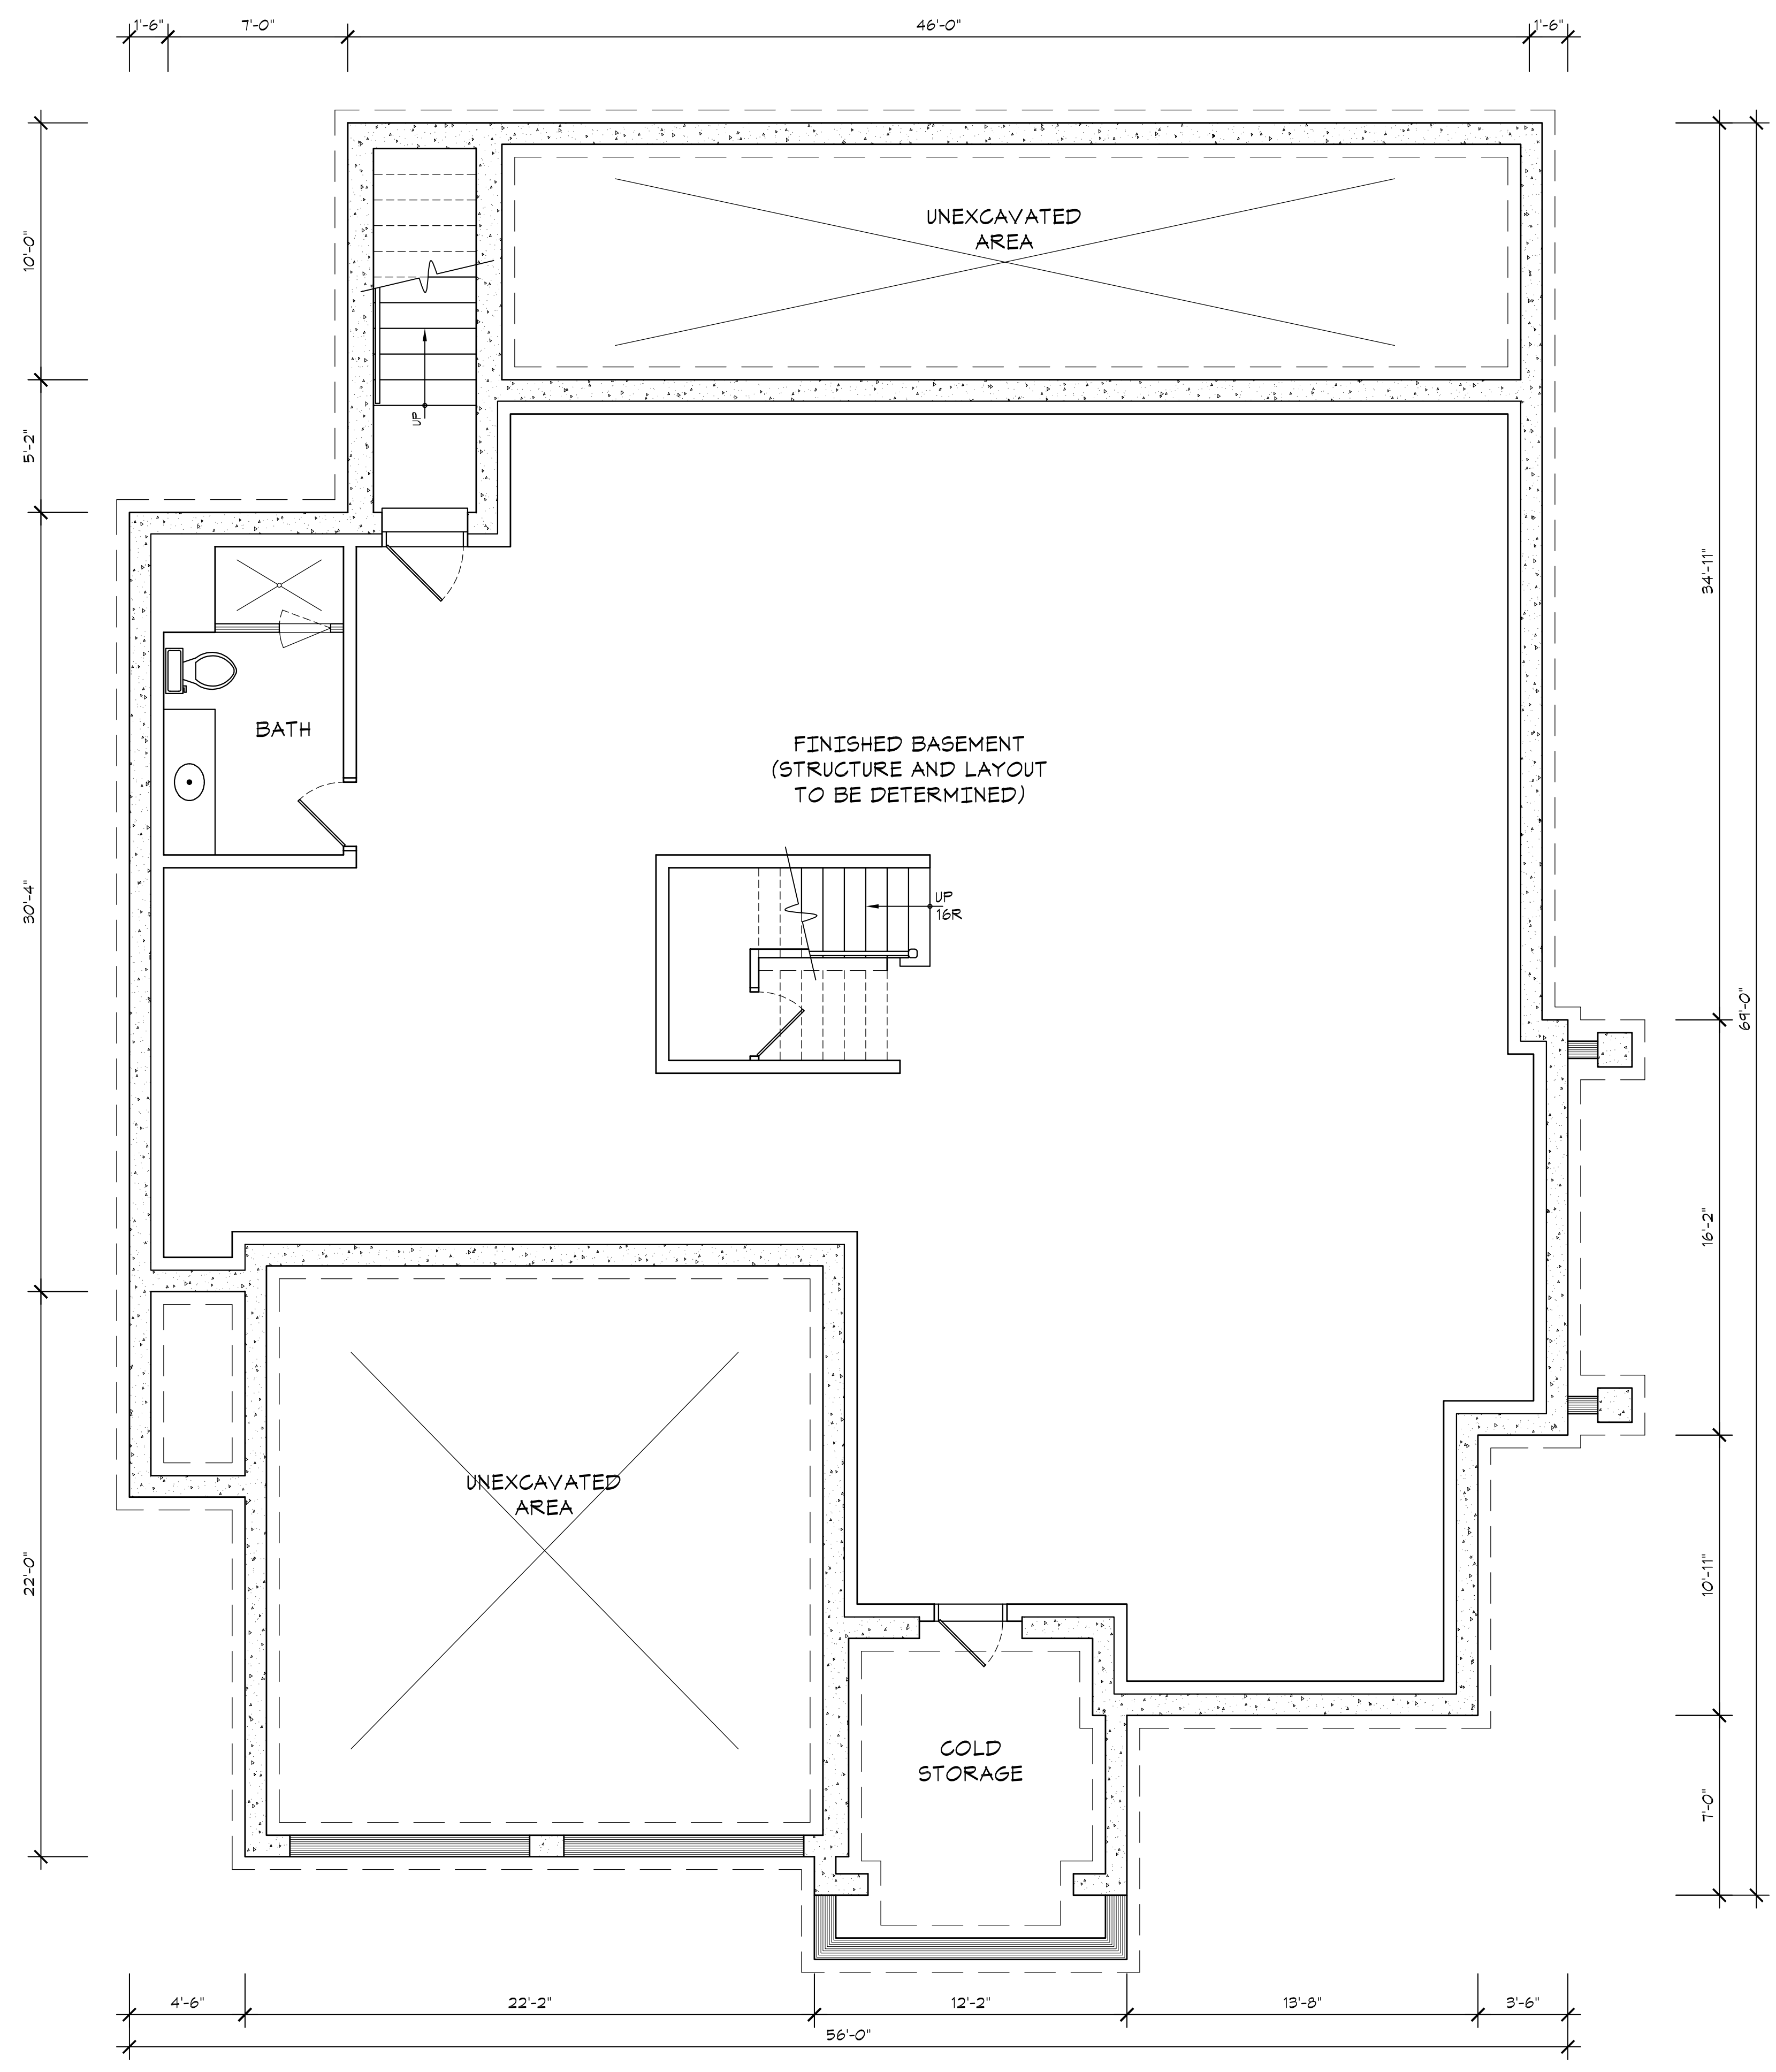 1'-6"
7'-0"
46'-0"
1'-6"
UNEXCAVATED
AREA
10'-0"
UP
5'-2"
34'-11"
BATH
FINISHED BASEMENT
(STRUCTURE AND LAYOUT
TO BE DETERMINED)
30'-4"
UP
16R
69'-0"
16'-2"
UNEXCAVATED
AREA
22'-0"
10'-11"
COLD
STORAGE
7'-0"
4'-6"
22'-2"
12'-2"
13'-8"
3'-6"
56'-0"